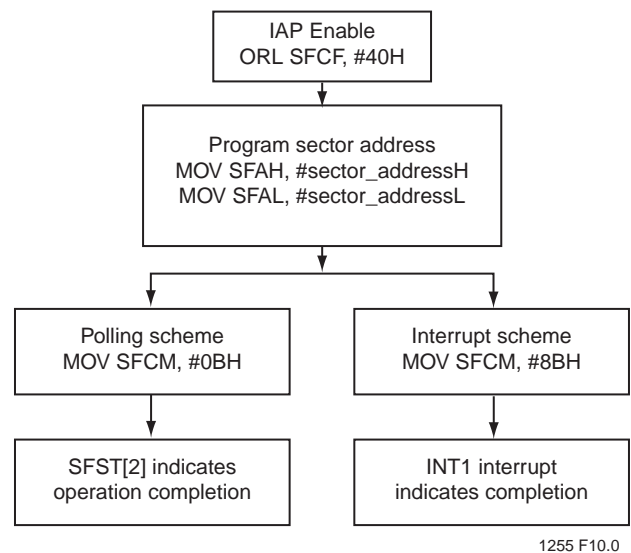 IAP Enable
ORL SFCF, #40H
Program sector address
MOV SFAH, #sector_addressH
MOV SFAL, #sector_addressL
Polling scheme
MOV SFCM, #0BH
Interrupt scheme
MOV SFCM, #8BH
SFST[2] indicates
operation completion
INT1 interrupt
indicates completion
1255 F10.0